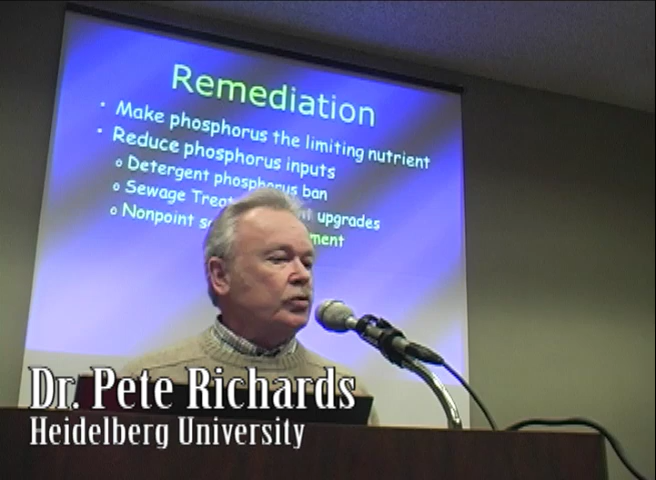 Remediation
• Make phosphorus the limiting nutrient
• Reduce phosphorus inputs
o Detergent phosphorus ban
o Sewage upgrades
o Nonpoint
Dr. Pete Richards
Heidelberg University